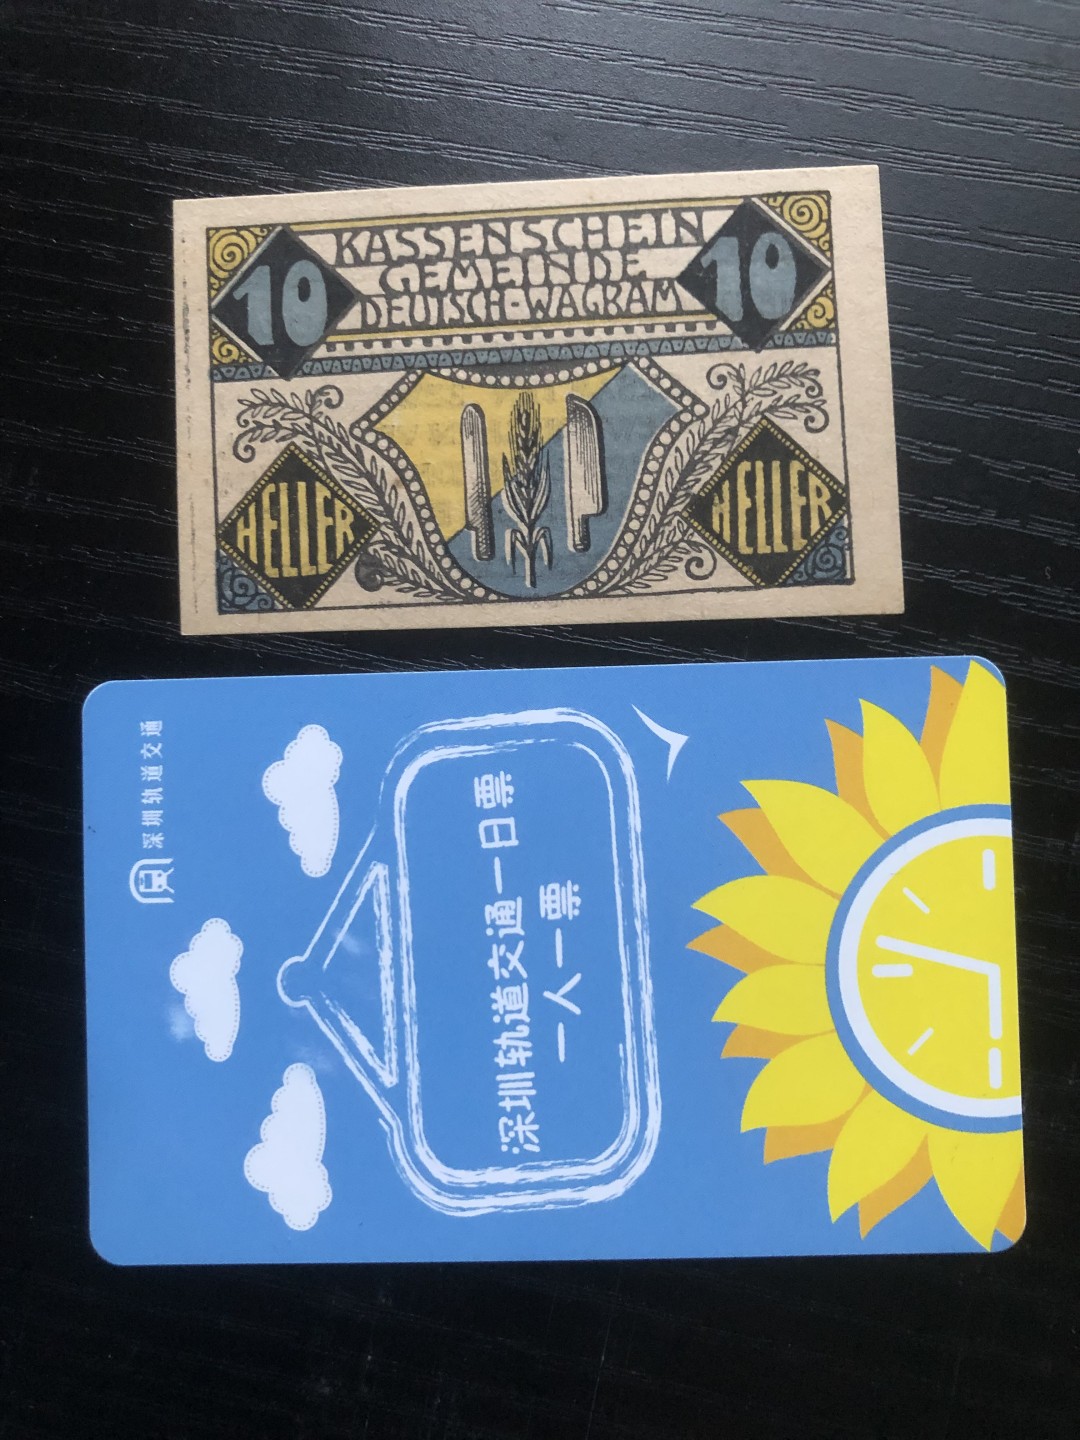 10
KASSENSCHEIN
GEMEINDE
DEUTSCH-WAGRAM
10
HELLER
HELLER
深圳轨道交通
深圳轨道交通一日票
一人一票